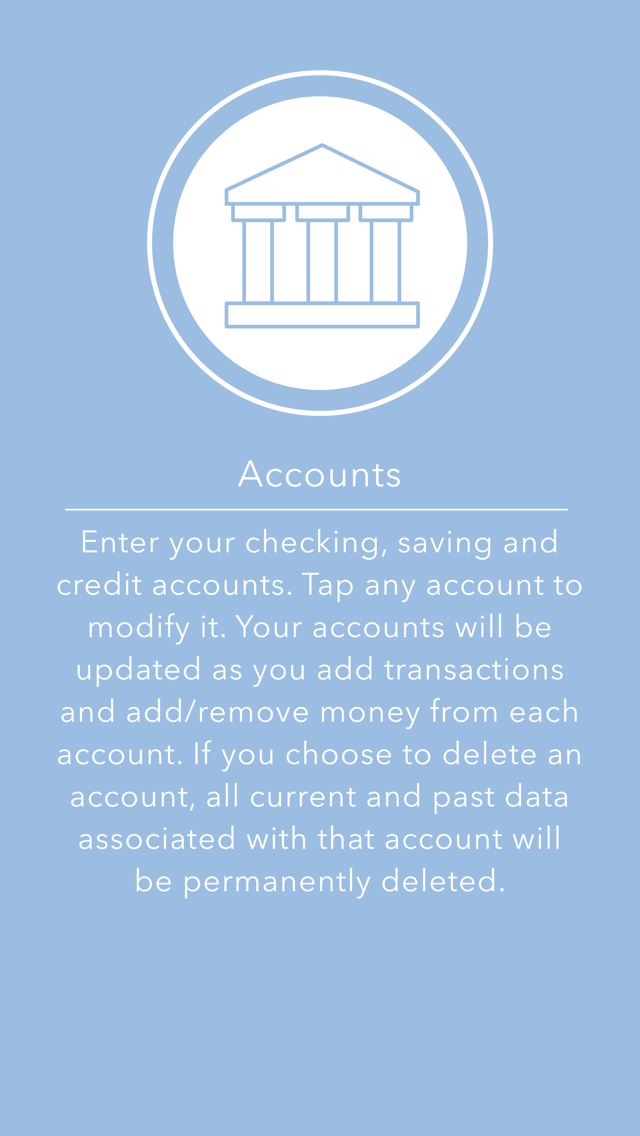 Accounts
Enter your checking, saving and
credit accounts. Tap any account to
modify it. Your accounts will be
updated as you add transactions
and add/remove money from each
account. If you choose to delete an
account, all current and past data
associated with that account will
be permanently deleted.